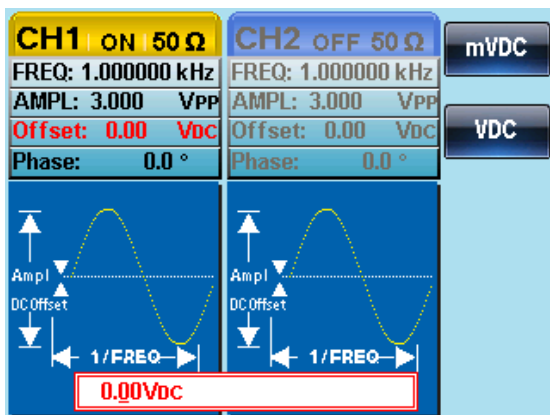 CH1 ON 50 Ω
FREQ: 1.000000 kHz
AMPL: 3.000 VPP
Offset: 0.00 VDC
Phase: 0.0 °
CH2 OFF 50 Ω
FREQ: 1.000000 kHz
AMPL: 3.000 VPP
Offset: 0.00 VDC
Phase: 0.0 °
mVDC
VDC
Ampl
DC Offset
1/FREQ
Ampl
DC Offset
1/FREQ
0.00VDC